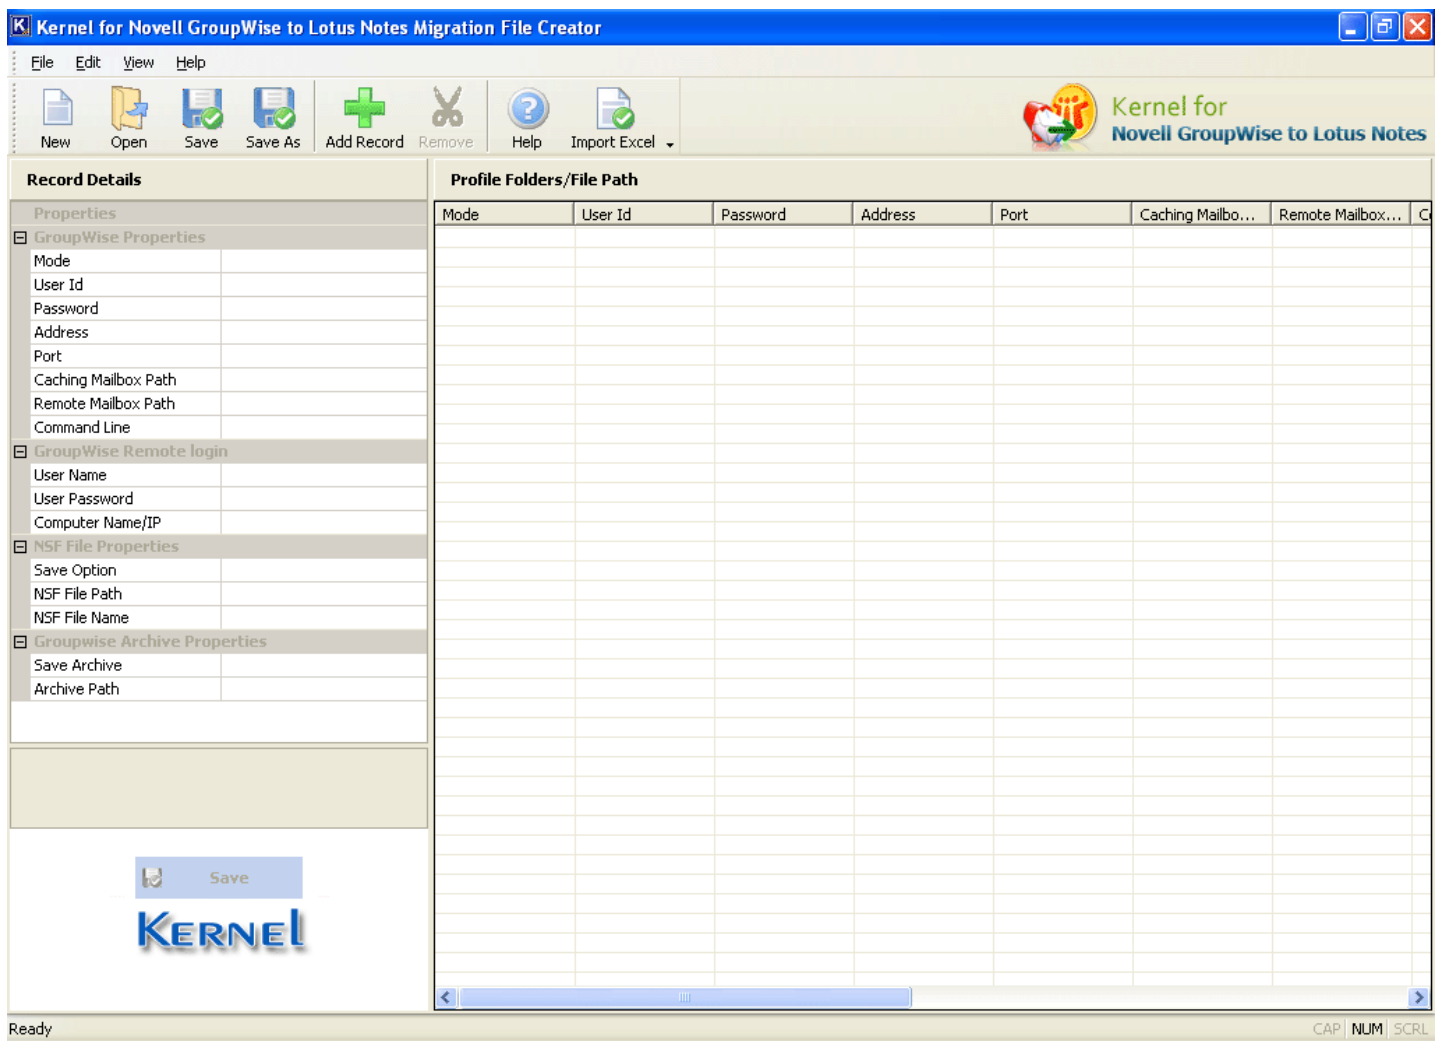 Kernel for Novell GroupWise to Lotus Notes Migration File Creator
File Edit View Help
New Open Save Save As Add Record Remove Help Import Excel
Kernel for
Novell GroupWise to Lotus Notes
Record Details
Profile Folders/File Path
Properties
Mode User Id Password Address Port Caching Mailbo... Remote Mailbox...
GroupWise Properties
Mode
User Id
Password
Address
Port
Caching Mailbox Path
Remote Mailbox Path
Command Line
GroupWise Remote login
User Name
User Password
Computer Name/IP
NSF File Properties
Save Option
NSF File Path
NSF File Name
Groupwise Archive Properties
Save Archive
Archive Path
Save
KERNEL
Ready
CAP NUM SCRL